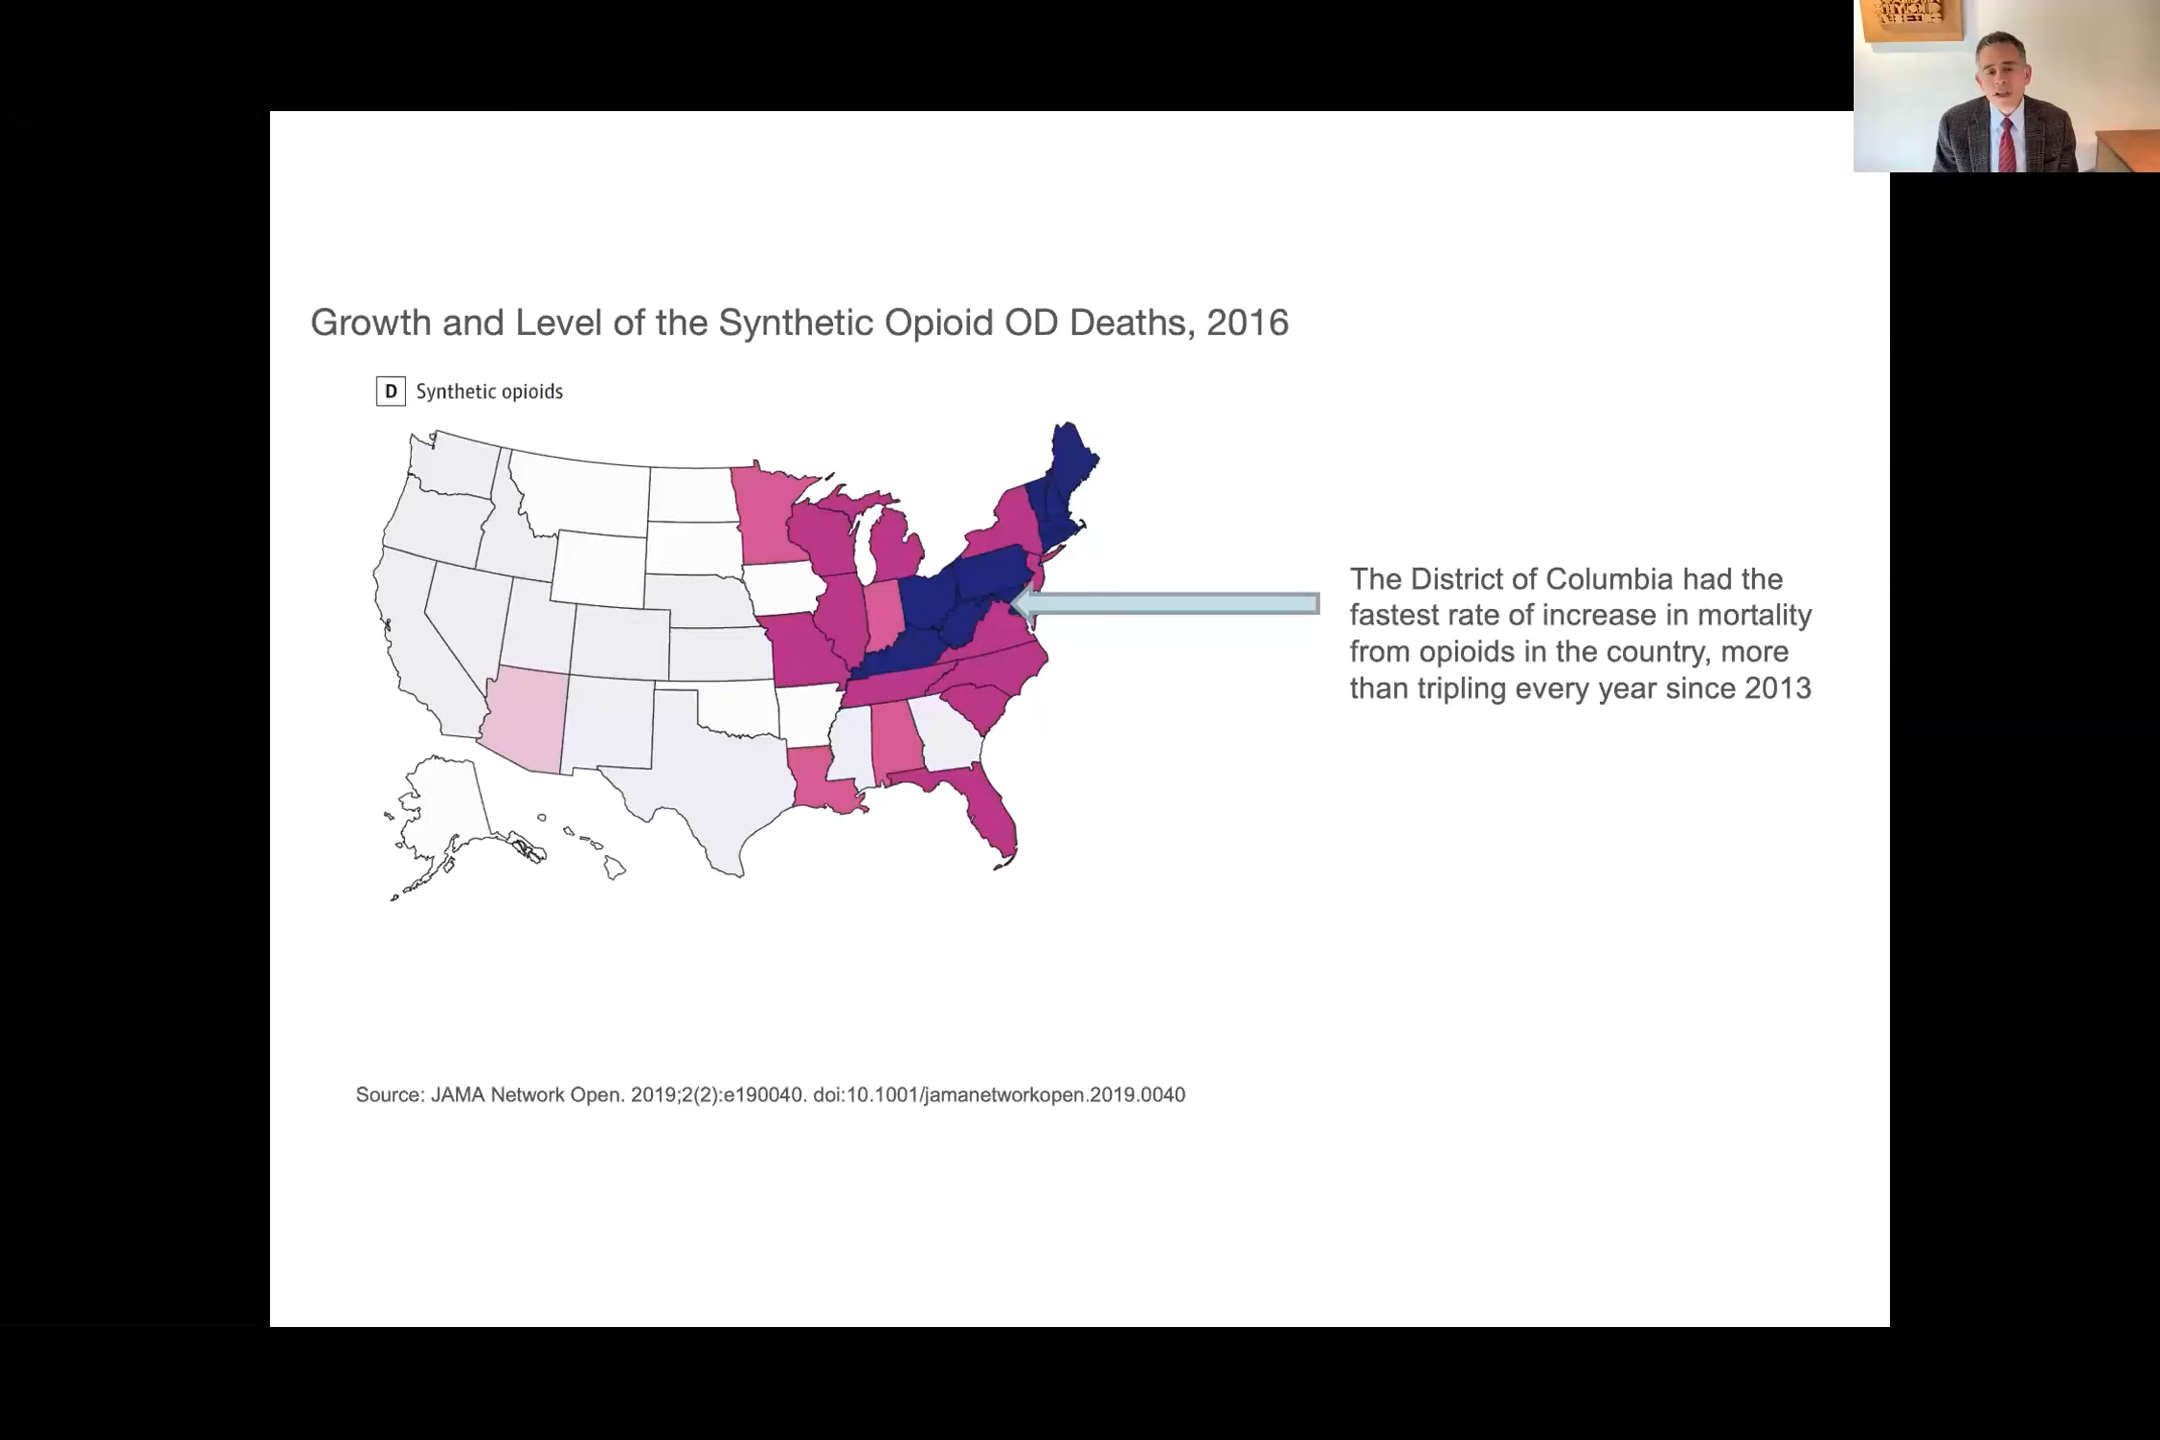 Growth and Level of the Synthetic Opioid OD Deaths, 2016
D Synthetic opioids
The District of Columbia had the
fastest rate of increase in mortality
from opioids in the country, more
than tripling every year since 2013
Source: JAMA Network Open. 2019;2(2):e190040. doi:10.1001/jamanetworkopen.2019.0040